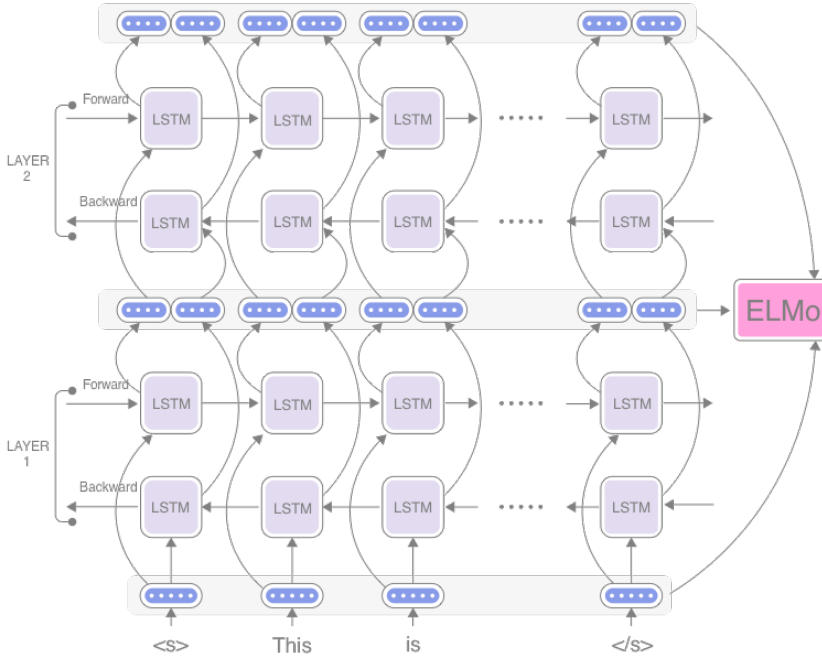 Forward
LSTM LSTM LSTM LSTM
LAYER
2
Backward
LSTM LSTM LSTM LSTM
ELMo
Forward
LSTM LSTM LSTM LSTM
LAYER
1
Backward
LSTM LSTM LSTM LSTM
<s> This is </s>